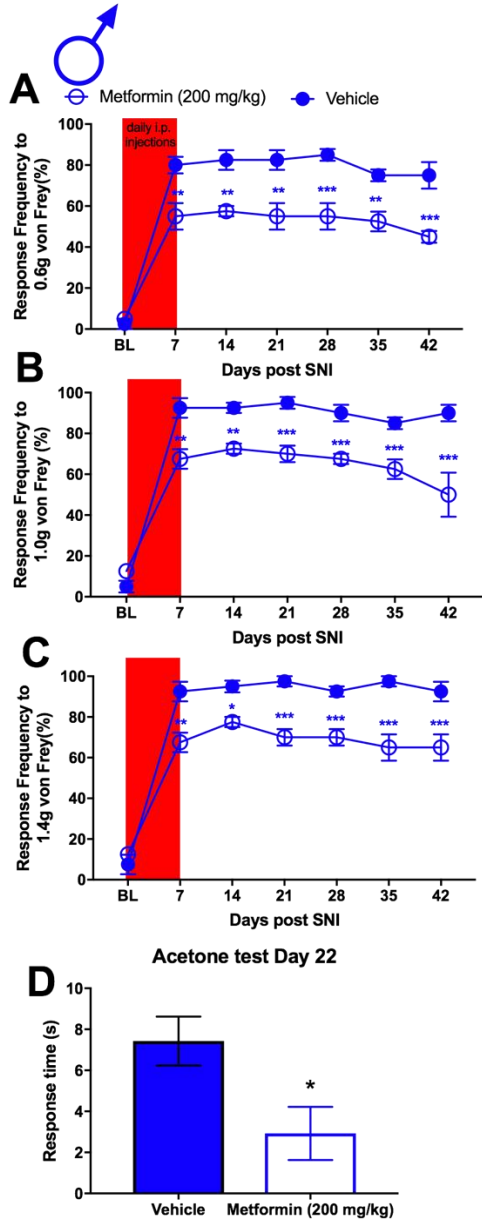 A
Metformin (200 mg/kg) Vehicle
daily i.p.
injections
Response Frequency to
0.6g von Frey(%)
100
80
60
40
20
0
** ** ** *** ** ***
BL 7 14 21 28 35 42
Days post SNI
B
Response Frequency to
1.0g von Frey (%)
100
80
60
40
20
0
** ** *** *** *** ***
BL 7 14 21 28 35 42
Days post SNI
C
Response Frequency to
1.4g von Frey(%)
100
80
60
40
20
0
** * *** *** *** ***
BL 7 14 21 28 35 42
Days post SNI
Acetone test Day 22
D
Response time (s)
10
8
6
4
2
0
*
Vehicle Metformin (200 mg/kg)